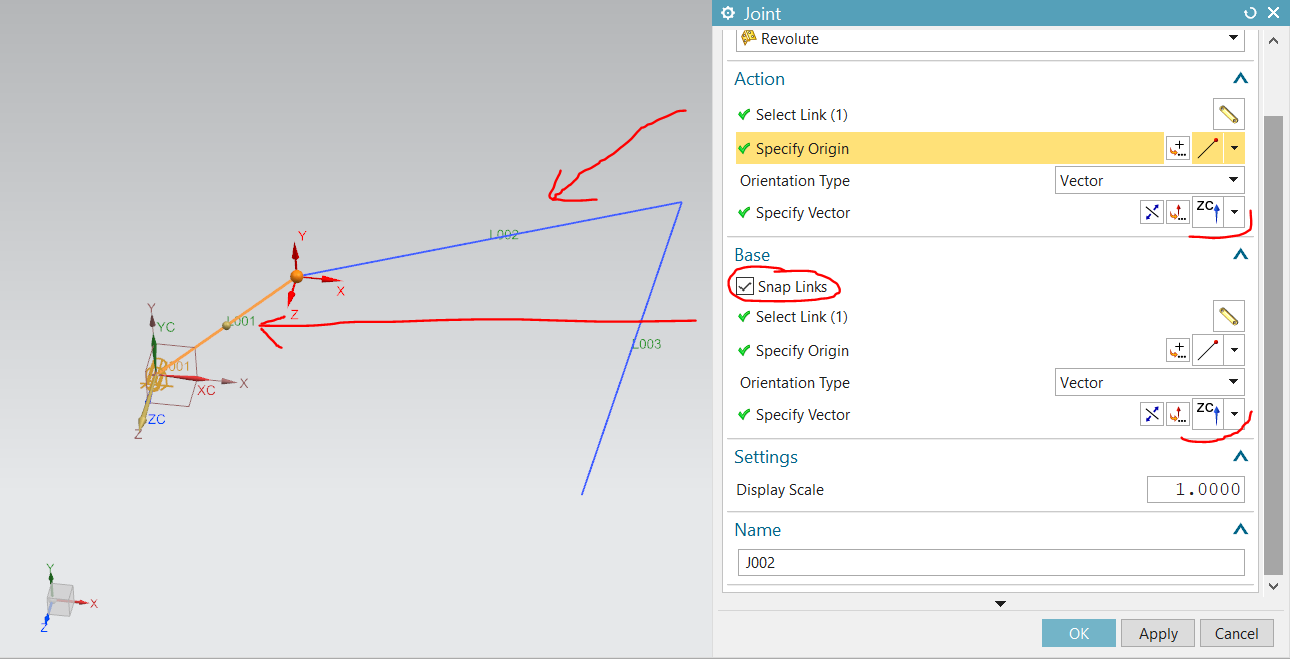 Joint
Revolute
Action
Select Link (1)
Specify Origin
Orientation Type Vector
Specify Vector ZC
Base
Snap Links
Select Link (1)
Specify Origin
Orientation Type Vector
Specify Vector ZC
Settings
Display Scale 1.0000
Name
J002
OK Apply Cancel
L002
Y
X
Z
L001
L003
Y
YC
J001
X
XC
ZC
Z
Y
X
Z